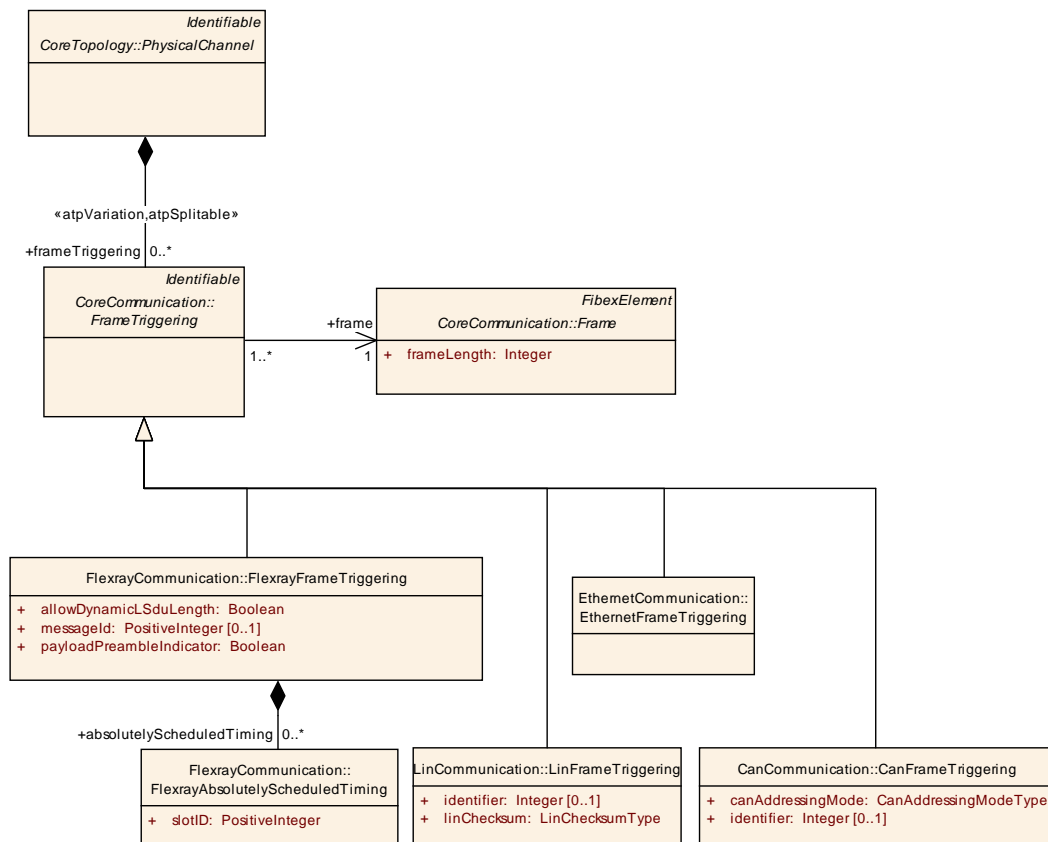 Identifiable
CoreTopology::PhysicalChannel
«atpVariation,atpSplitable»
+frameTriggering 0..*
Identifiable
CoreCommunication::
FrameTriggering
+frame
1..*
1
FibexElement
CoreCommunication::Frame
+ frameLength: Integer
FlexrayCommunication::FlexrayFrameTriggering
+ allowDynamicLSduLength: Boolean
+ messageId: PositiveInteger [0..1]
+ payloadPreambleIndicator: Boolean
EthernetCommunication::
EthernetFrameTriggering
+absolutelyScheduledTiming 0..*
FlexrayCommunication::
FlexrayAbsolutelyScheduledTiming
+ slotID: PositiveInteger
LinCommunication::LinFrameTriggering
+ identifier: Integer [0..1]
+ linChecksum: LinChecksumType
CanCommunication::CanFrameTriggering
+ canAddressingMode: CanAddressingModeType
+ identifier: Integer [0..1]